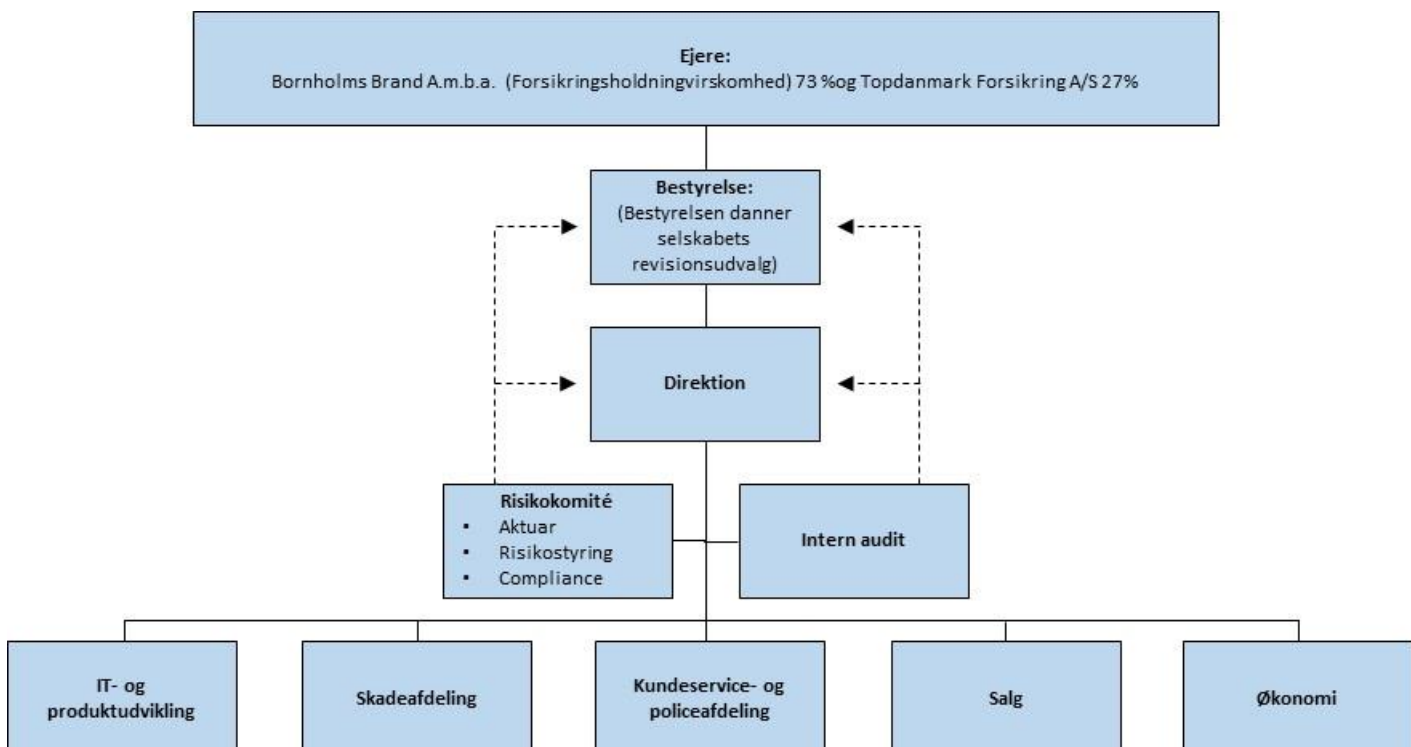 Ejere:
Bornholms Brand A.m.b.a. (Forsikringsholdningvirskomhed) 73 %og Topdanmark Forsikring A/S 27%
Bestyrelse:
(Bestyrelsen danner
selskabets
revisionsudvalg)
Direktion
Risikokomité
▪ Aktuar
▪ Risikostyring
▪ Compliance
Intern audit
IT- og
produktudvikling
Skadeafdeling
Kundeservice- og
policeafdeling
Salg
Økonomi